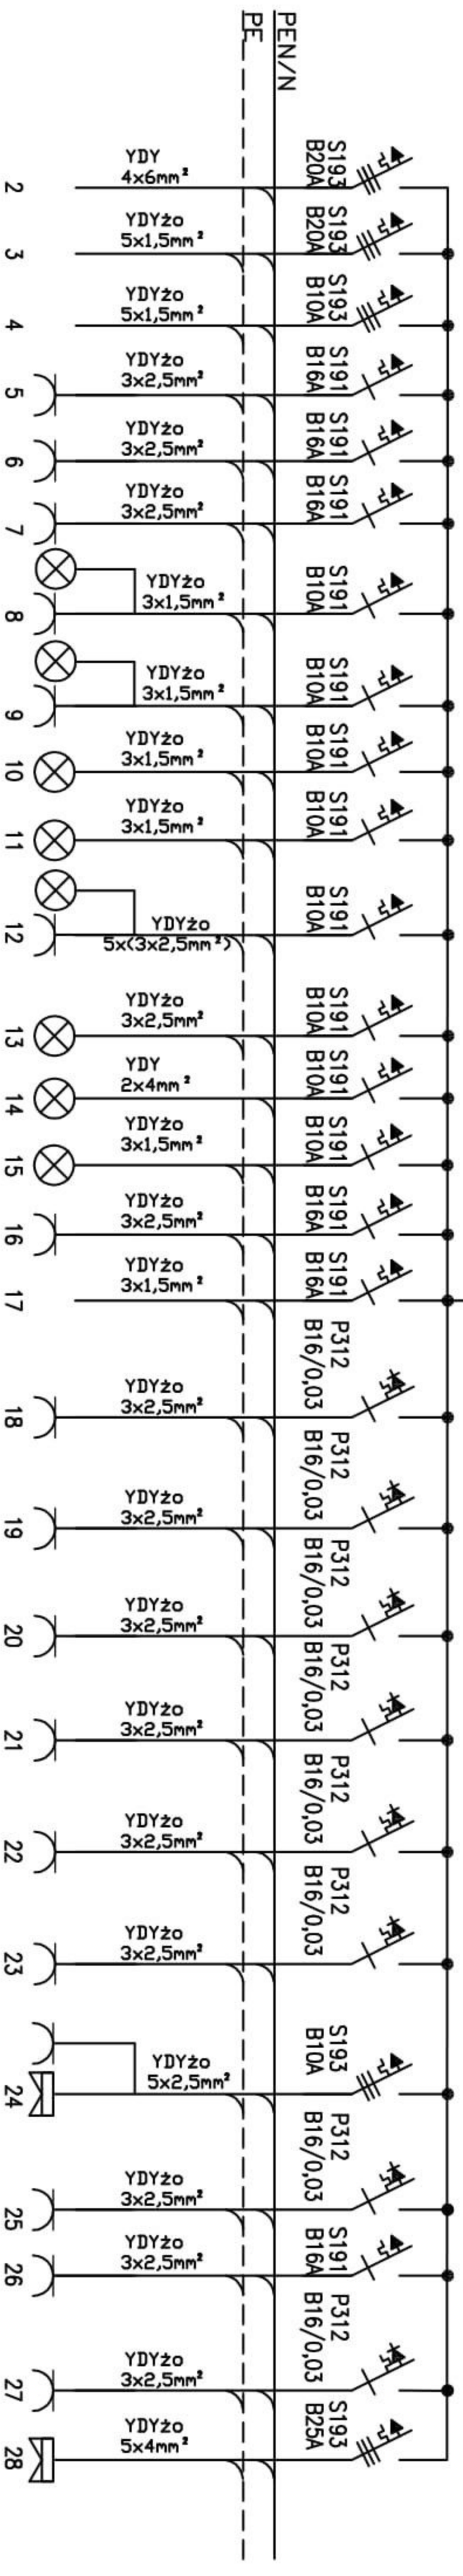 PE
PEN/N
S193
B20A
YDY
4x6mm²
2
S193
B20A
YDYżo
5x1,5mm²
3
S193
B10A
YDYżo
5x1,5mm²
4
S191
B16A
YDYżo
3x2,5mm²
5
S191
B16A
YDYżo
3x2,5mm²
6
S191
B16A
YDYżo
3x2,5mm²
7
S191
B10A
YDYżo
3x1,5mm²
8
S191
B10A
YDYżo
3x1,5mm²
9
S191
B10A
YDYżo
3x1,5mm²
10
S191
B10A
YDYżo
3x1,5mm²
11
S191
B10A
YDYżo
5x(3x2,5mm²)
12
S191
B10A
YDYżo
3x2,5mm²
13
S191
B10A
YDY
2x4mm²
14
S191
B10A
YDYżo
3x1,5mm²
15
S191
B16A
YDYżo
3x2,5mm²
16
S191
B16A
YDYżo
3x1,5mm²
17
P312
B16/0,03
YDYżo
3x2,5mm²
18
P312
B16/0,03
YDYżo
3x2,5mm²
19
P312
B16/0,03
YDYżo
3x2,5mm²
20
P312
B16/0,03
YDYżo
3x2,5mm²
21
P312
B16/0,03
YDYżo
3x2,5mm²
22
P312
B16/0,03
YDYżo
3x2,5mm²
23
S193
B10A
YDYżo
5x2,5mm²
24
P312
B16/0,03
YDYżo
3x2,5mm²
25
S191
B16A
YDYżo
3x2,5mm²
26
P312
B16/0,03
YDYżo
3x2,5mm²
27
S193
B25A
YDYżo
5x4mm²
28